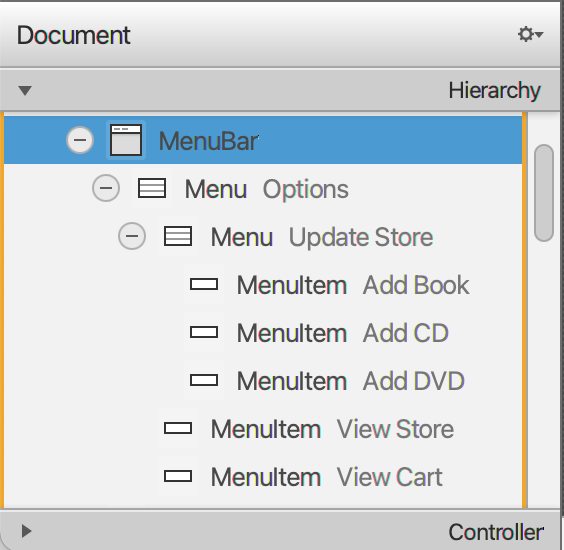 Document
Hierarchy
MenuBar
Menu Options
Menu Update Store
MenuItem Add Book
MenuItem Add CD
MenuItem Add DVD
MenuItem View Store
MenuItem View Cart
Controller